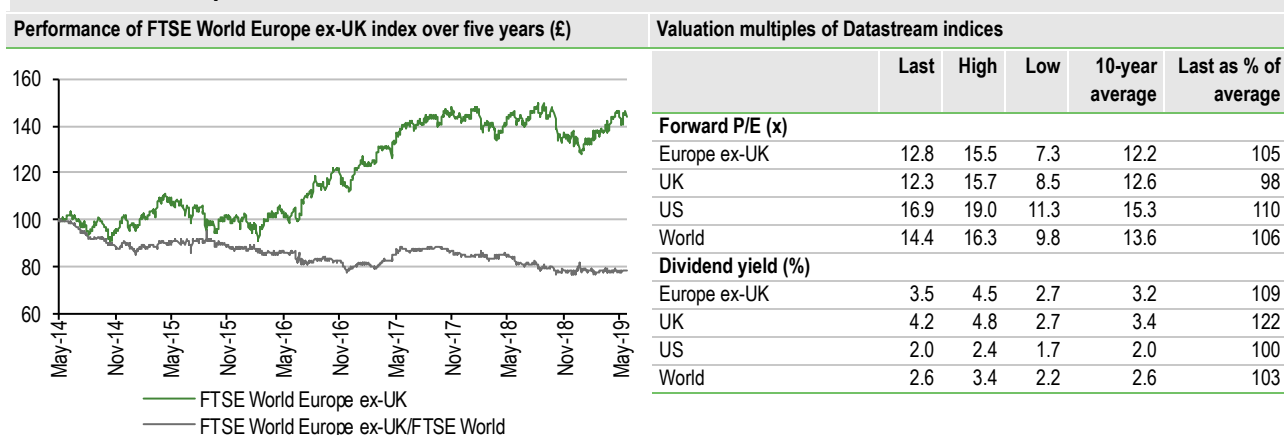 Performance of FTSE World Europe ex-UK index over five years (£)
160
140
120
100
80
60
May-14
Nov-14
May-15
Nov-15
May-16
Nov-16
May-17
Nov-17
May-18
Nov-18
May-19
FTSE World Europe ex-UK
FTSE World Europe ex-UK/FTSE World
Valuation multiples of Datastream indices
Last High Low 10-year average Last as % of average
Forward P/E (x)
Europe ex-UK 12.8 15.5 7.3 12.2 105
UK 12.3 15.7 8.5 12.6 98
US 16.9 19.0 11.3 15.3 110
World 14.4 16.3 9.8 13.6 106
Dividend yield (%)
Europe ex-UK 3.5 4.5 2.7 3.2 109
UK 4.2 4.8 2.7 3.4 122
US 2.0 2.4 1.7 2.0 100
World 2.6 3.4 2.2 2.6 103